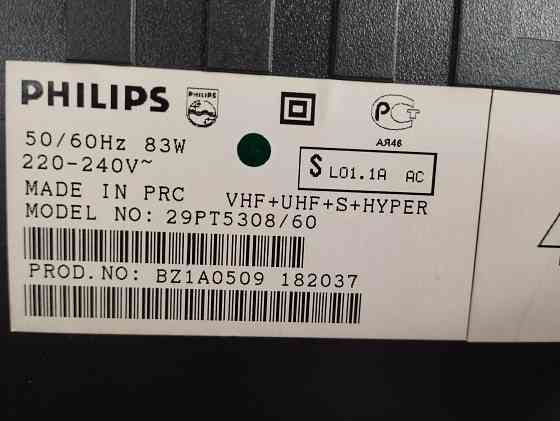 PHILIPS
PHILIPS
50/60Hz 83W
220-240V~
АЯ46
S L01.1A AC
MADE IN PRC VHF+UHF+S+HYPER
MODEL NO: 29PT5308/60
PROD.NO: BZ1A0509 182037